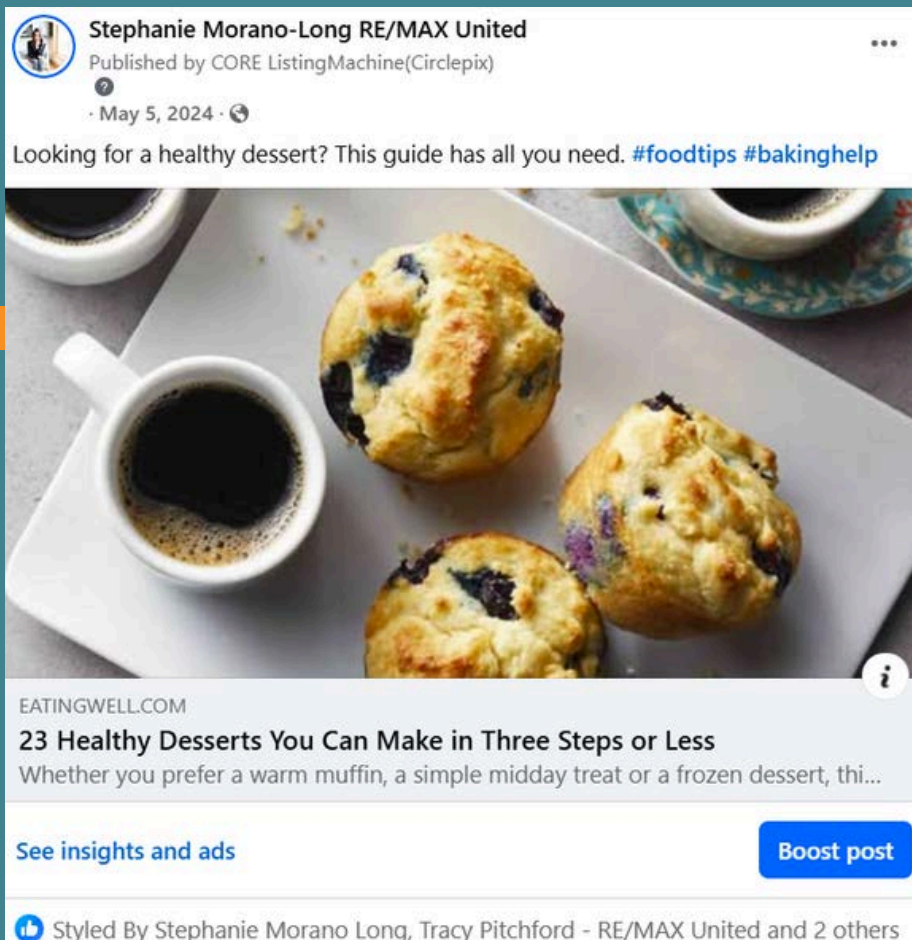 Stephanie Morano-Long RE/MAX United
Published by CORE ListingMachine(Circlepix)
?
· May 5, 2024 ·
Looking for a healthy dessert? This guide has all you need. #foodtips #bakinghelp
i
EATINGWELL.COM
23 Healthy Desserts You Can Make in Three Steps or Less
Whether you prefer a warm muffin, a simple midday treat or a frozen dessert, thi...
See insights and ads
Boost post
Styled By Stephanie Morano Long, Tracy Pitchford - RE/MAX United and 2 others